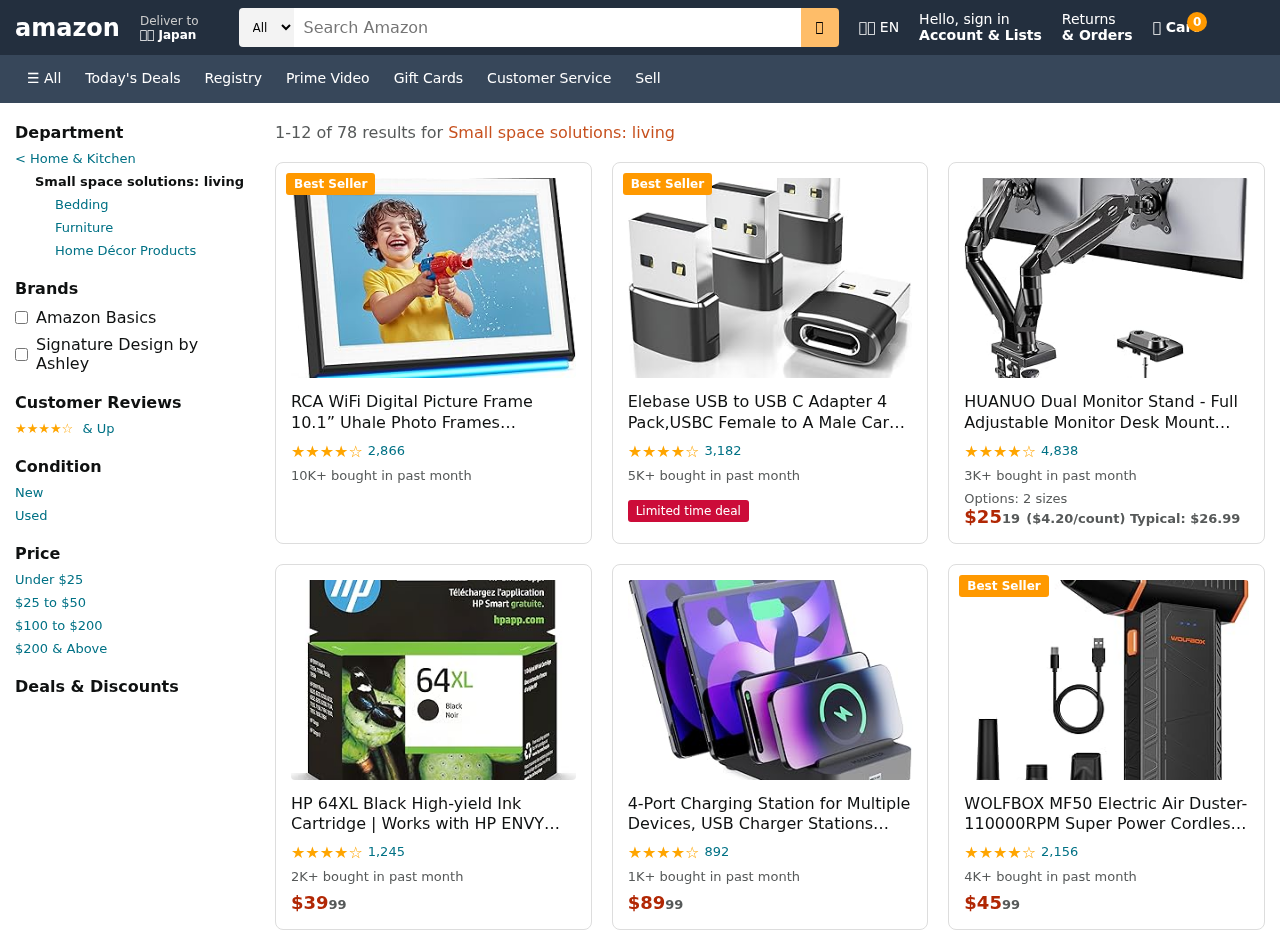 amazon
Deliver to
Japan
All
Search Amazon
EN
Hello, sign in
Account & Lists
Returns
& Orders
0
☰ All
Today's Deals
Registry
Prime Video
Gift Cards
Customer Service
Sell
Department
< Home & Kitchen
Small space solutions: living
Bedding
Furniture
Home Décor Products
Brands
Amazon Basics
Signature Design by
Ashley
Customer Reviews
★★★★☆ & Up
Condition
New
Used
Price
Under $25
$25 to $50
$100 to $200
$200 & Above
Deals & Discounts
1-12 of 78 results for Small space solutions: living
Best Seller
RCA WiFi Digital Picture Frame
10.1” Uhale Photo Frames…
★★★★☆ 2,866
10K+ bought in past month
Best Seller
Elebase USB to USB C Adapter 4
Pack,USBC Female to A Male Car…
★★★★☆ 3,182
5K+ bought in past month
Limited time deal
HUANUO Dual Monitor Stand - Full
Adjustable Monitor Desk Mount…
★★★★☆ 4,838
3K+ bought in past month
Options: 2 sizes
$2519 ($4.20/count) Typical: $26.99
hp
Téléchargez l'application
HP Smart gratuite.
hpapp.com
64XL
Black
Noir
HP 64XL Black High-yield Ink
Cartridge | Works with HP ENVY…
★★★★☆ 1,245
2K+ bought in past month
$3999
4-Port Charging Station for Multiple
Devices, USB Charger Stations…
★★★★☆ 892
1K+ bought in past month
$8999
Best Seller
WOLFBOX
WOLFBOX MF50 Electric Air Duster-
110000RPM Super Power Cordles…
★★★★☆ 2,156
4K+ bought in past month
$4599